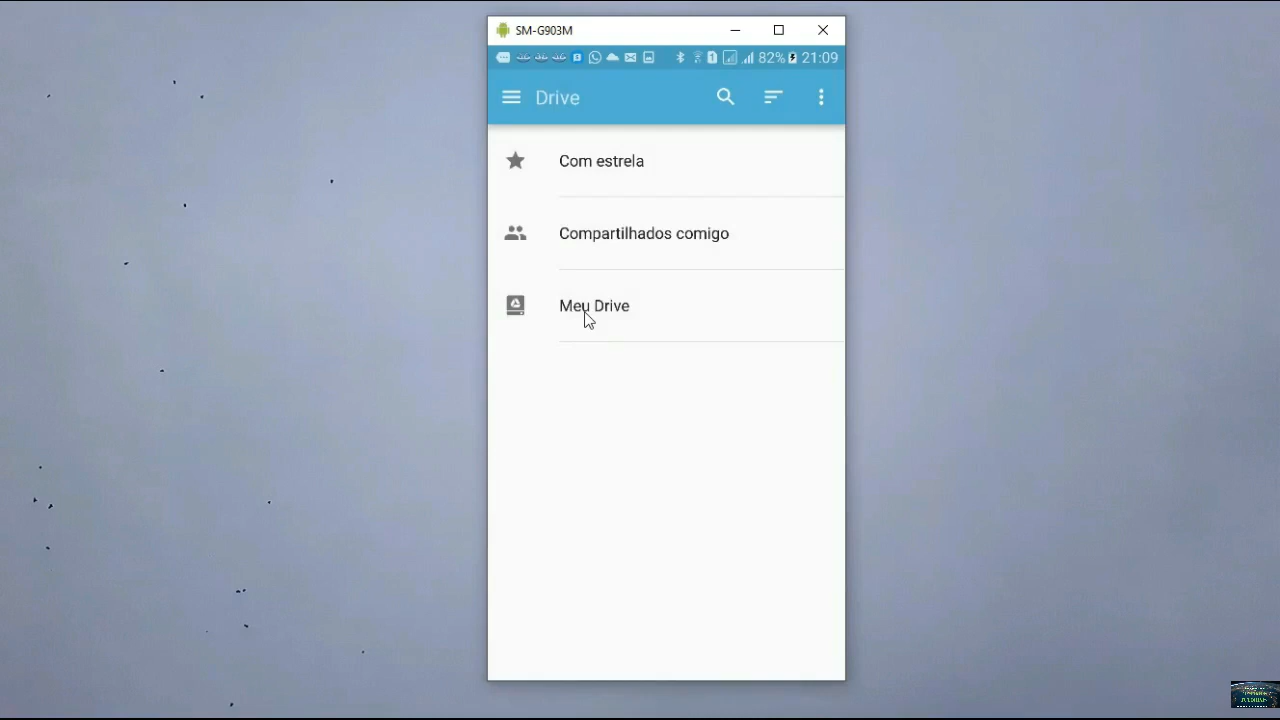 SM-G903M
82% 21:09
Drive
Com estrela
Compartilhados comigo
Meu Drive